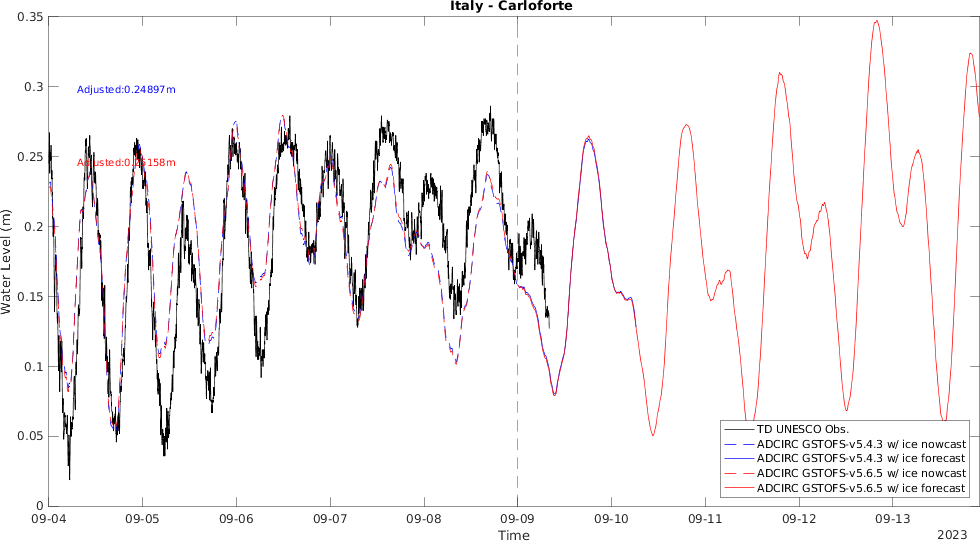 Italy - Carloforte
0.35
0.3
0.25
0.2
0.15
0.1
0.05
0
Water Level (m)
Adjusted:0.24897m
Adjusted:0.25158m
TD UNESCO Obs.
ADCIRC GSTOFS-v5.4.3 w/ ice nowcast
ADCIRC GSTOFS-v5.4.3 w/ ice forecast
ADCIRC GSTOFS-v5.6.5 w/ ice nowcast
ADCIRC GSTOFS-v5.6.5 w/ ice forecast
09-04 09-05 09-06 09-07 09-08 09-09 09-10 09-11 09-12 09-13
Time
2023